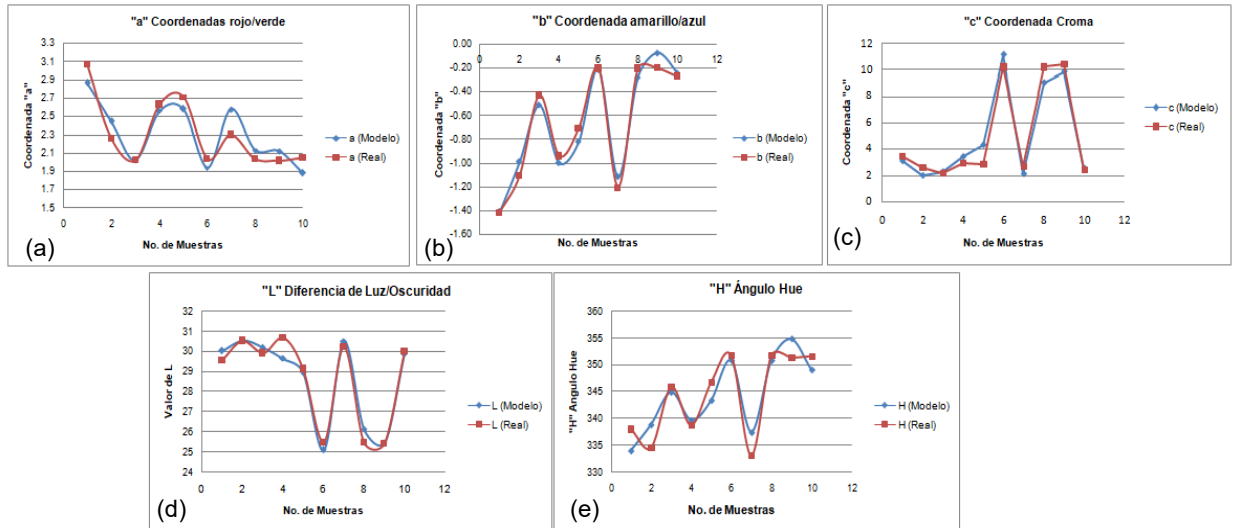 "a" Coordenadas rojo/verde
3.3
3.1
2.9
2.7
2.5
2.3
2.1
1.9
1.7
1.5
Coordenada "a"
0 2 4 6 8 10
No. de Muestras
a (Modelo)
a (Real)
(a)
"b" Coordenada amarillo/azul
0.00
-0.20
-0.40
-0.60
-0.80
-1.00
-1.20
-1.40
-1.60
Coordenada "b"
0 2 4 6 8 10 12
No. de Muestras
b (Modelo)
b (Real)
(b)
"c" Coordenada Croma
12
10
8
6
4
2
0
Coordenada "c"
0 2 4 6 8 10 12
No. de Muestras
c (Modelo)
c (Real)
(c)
"L" Diferencia de Luz/Oscuridad
32
31
30
29
28
27
26
25
24
Valor de L
0 2 4 6 8 10 12
No. de Muestras
L (Modelo)
L (Real)
(d)
"H" Ángulo Hue
360
355
350
345
340
335
330
"H" Angulo Hue
0 2 4 6 8 10 12
No. de Muestras
H (Modelo)
H (Real)
(e)